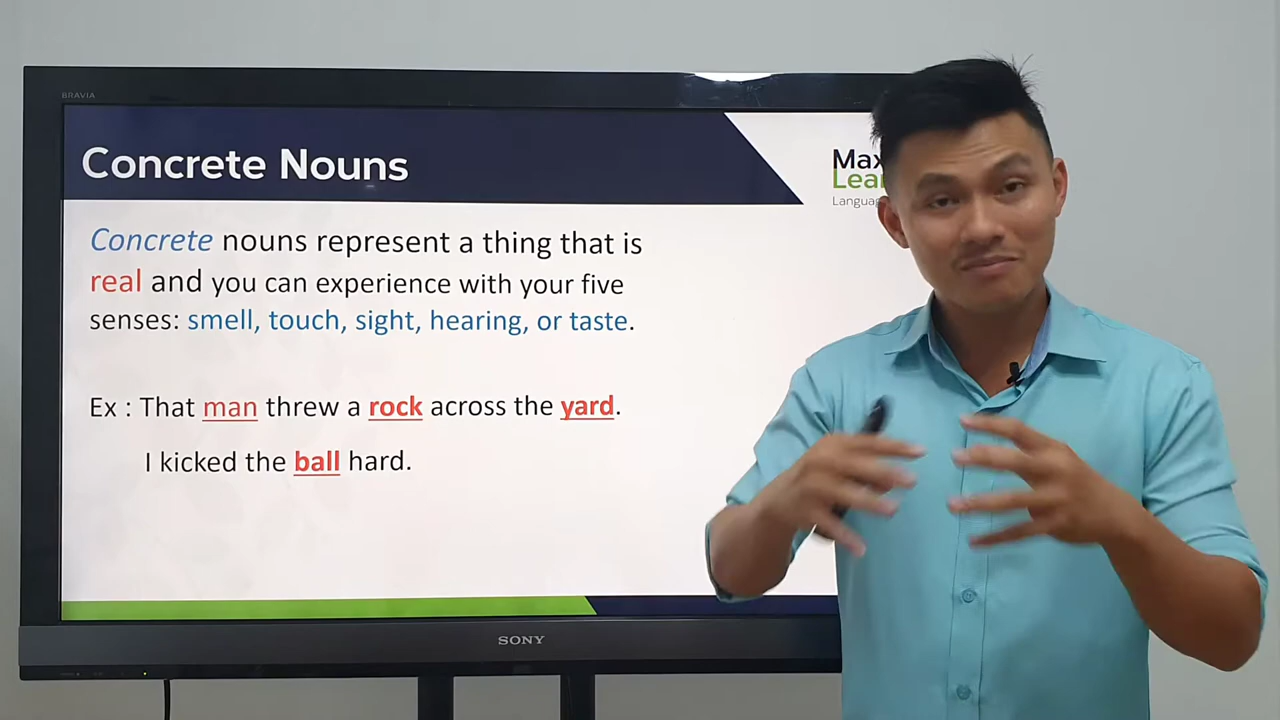 BRAVIA
Concrete Nouns
Max
Concrete nouns represent a thing that is
real and you can experience with your five
senses: smell, touch, sight, hearing, or taste.
Ex : That man threw a rock across the yard.
I kicked the ball hard.
SONY